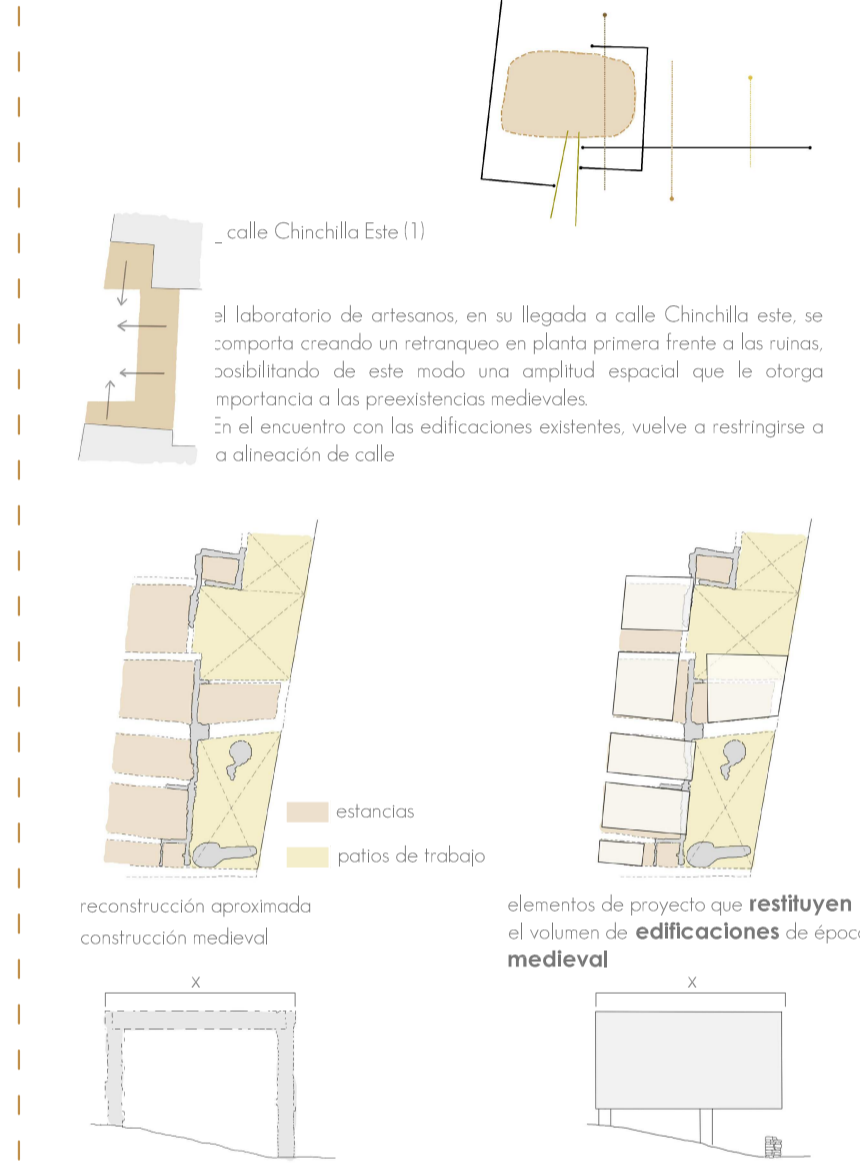 _ calle Chinchilla Este (1)
el laboratorio de artesanos, en su llegada a calle Chinchilla este, se
comporta creando un retranqueo en planta primera frente a las ruinas,
posibilitando de este modo una amplitud espacial que le otorga
mportancia a las preexistencias medievales.
En el encuentro con las edificaciones existentes, vuelve a restringirse a
a alineación de calle
estancias
patios de trabajo
reconstrucción aproximada
construcción medieval
elementos de proyecto que restituyen
el volumen de edificaciones de époc
medieval
X
X